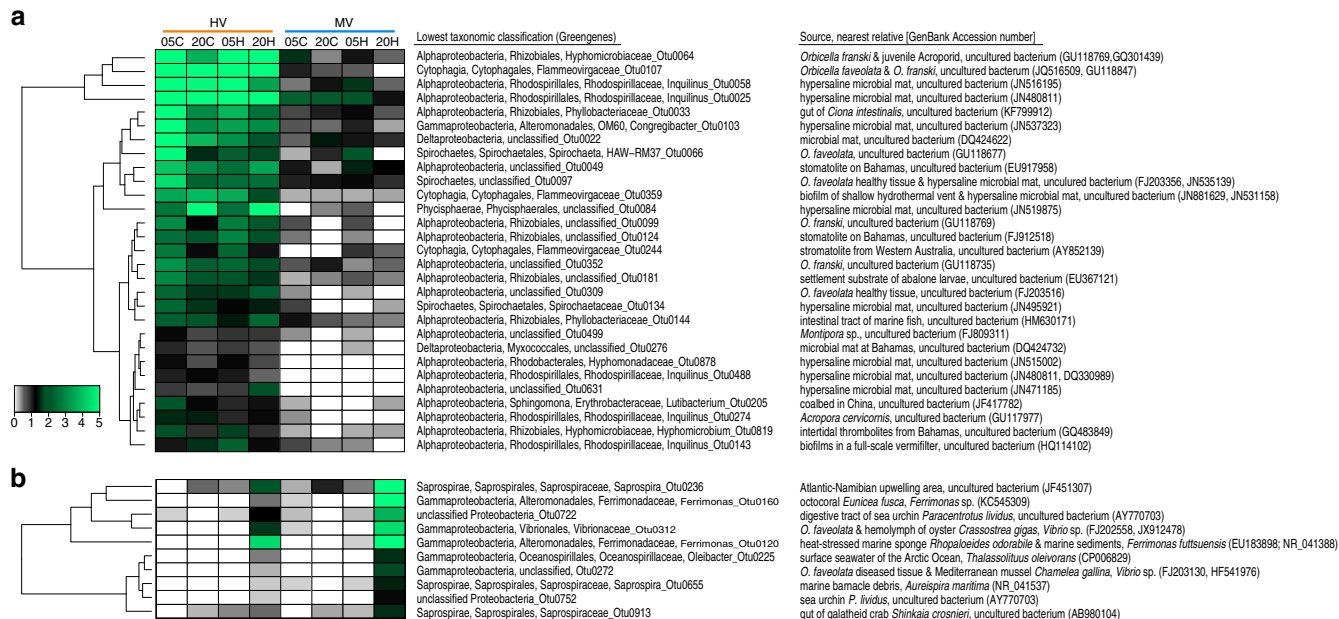 a
HV MV
05C 20C 05H 20H 05C 20C 05H 20H
Lowest taxonomic classification (Greengenes) Source, nearest relative [GenBank Accession number]
Alphaproteobacteria, Rhizobiales, Hyphomicrobiaceae_Otu0064 Orbicella franski & juvenile Acroporid, uncultured bacterium (GU118769,GQ301439)
Cytophagia, Cytophagales, Flammeovirgaceae_Otu0107 Orbicella faveolata & O. franski, uncultured bacterium (JQ516509, GU118847)
Alphaproteobacteria, Rhodospirillales, Rhodospirillaceae, Inquilinus_Otu0058 hypersaline microbial mat, uncultured bacterium (JN516195)
Alphaproteobacteria, Rhodospirillales, Rhodospirillaceae, Inquilinus_Otu0025 hypersaline microbial mat, uncultured bacterium (JN480811)
Alphaproteobacteria, Rhizobiales, Phyllobacteriaceae_Otu0033 gut of Ciona intestinalis, uncultured bacterium (KF799912)
Gammaproteobacteria, Alteromonadales, OM60, Congregibacter_Otu0103 hypersaline microbial mat, uncultured bacterium (JN537323)
Deltaproteobacteria, unclassified_Otu0022 microbial mat, uncultured bacterium (DQ424622)
Spirochaetes, Spirochaetales, Spirochaeta, HAW−RM37_Otu0066 O. faveolata, uncultured bacterium (GU118677)
Alphaproteobacteria, unclassified_Otu0049 stomatolite on Bahamas, uncultured bacterium (EU917958)
Spirochaetes, unclassified_Otu0097 O. faveolata healthy tissue & hypersaline microbial mat, unculured bacterium (FJ203356, JN535139)
Cytophagia, Cytophagales, Flammeovirgaceae_Otu0359 biofilm of shallow hydrothermal vent & hypersaline microbial mat, uncultured bacterium (JN881629, JN531158)
Phycisphaerae, Phycisphaerales, unclassified_Otu0084 hypersaline microbial mat, uncultured bacterium (JN519875)
Alphaproteobacteria, Rhizobiales, unclassified_Otu0099 O. franski, uncultured bacterium (GU118769)
Alphaproteobacteria, Rhizobiales, unclassified_Otu0124 stomatolite on Bahamas, uncultured bacterium (FJ912518)
Cytophagia, Cytophagales, Flammeovirgaceae_Otu0244 stromatolite from Western Australia, uncultured bacterium (AY852139)
Alphaproteobacteria, unclassified_Otu0352 O. franski, uncultured bacterium (GU118735)
Alphaproteobacteria, Rhizobiales, unclassified_Otu0181 settlement substrate of abalone larvae, uncultured bacterium (EU367121)
Alphaproteobacteria, unclassified_Otu0309 O. faveolata healthy tissue, uncultured bacterium (FJ203516)
Spirochaetes, Spirochaetales, Spirochaetaceae_Otu0134 hypersaline microbial mat, uncultured bacterium (JN495921)
Alphaproteobacteria, Rhizobiales, Phyllobacteriaceae_Otu0144 intestinal tract of marine fish, uncultured bacterium (HM630171)
Alphaproteobacteria, unclassified_Otu0499 Montipora sp., uncultured bacterium (FJ809311)
Deltaproteobacteria, Myxococcales, unclassified_Otu0276 microbial mat at Bahamas, uncultured bacterium (DQ424732)
Alphaproteobacteria, Rhodobacterales, Hyphomonadaceae_Otu0878 hypersaline microbial mat, uncultured bacterium (JN515002)
Alphaproteobacteria, Rhodospirillales, Rhodospirillaceae, Inquilinus_Otu0488 hypersaline microbial mat, uncultured bacterium (JN480811, DQ330989)
Alphaproteobacteria, unclassified_Otu0631 hypersaline microbial mat, uncultured bacterium (JN471185)
Alphaproteobacteria, Sphingomona, Erythrobacteraceae, Lutibacterium_Otu0205 coalbed in China, uncultured bacterium (JF417782)
Alphaproteobacteria, Rhodospirillales, Rhodospirillaceae, Inquilinus_Otu0274 Acropora cervicornis, uncultured bacterium (GU117977)
Alphaproteobacteria, Rhizobiales, Hyphomicrobiaceae, Hyphomicrobium_Otu0819 intertidal thrombolites from Bahamas, uncultured bacterium (GQ483849)
Alphaproteobacteria, Rhodospirillales, Rhodospirillaceae, Inquilinus_Otu0143 biofilms in a full-scale vermifilter, uncultured bacterium (HQ114102)
0 1 2 3 4 5
b
Saprospirae, Saprospirales, Saprospiraceae, Saprospira_Otu0236 Atlantic-Namibian upwelling area, uncultured bacterium (JF451307)
Gammaproteobacteria, Alteromonadales, Ferrimonadaceae, Ferrimonas_Otu0160 octocoral Eunicea fusca, Ferrimonas sp. (KC545309)
unclassified Proteobacteria_Otu0722 digestive tract of sea urchin Paracentrotus lividus, uncultured bacterium (AY770703)
Gammaproteobacteria, Vibrionales, Vibrionaceae_Otu0312 O. faveolata & hemolymph of oyster Crassostrea gigas, Vibrio sp. (FJ202558, JX912478)
Gammaproteobacteria, Alteromonadales, Ferrimonadaceae, Ferrimonas_Otu0120 heat-stressed marine sponge Rhopaloeides odorabile & marine sediments, Ferrimonas futtsuensis (EU183898; NR_041388)
Gammaproteobacteria, Oceanospirillales, Oceanospirillaceae, Oleibacter_Otu0225 surface seawater of the Arctic Ocean, Thalassolituus oleivorans (CP006829)
Gammaproteobacteria, unclassified_Otu0272 O. faveolata diseased tissue & Mediterranean mussel Chamelea gallina, Vibrio sp. (FJ203130, HF541976)
Saprospirae, Saprospirales, Saprospiraceae, Saprospira_Otu0655 marine barnacle debris, Aureispira maritima (NR_041537)
unclassified Proteobacteria_Otu0752 sea urchin P. lividus, uncultured bacterium (AY770703)
Saprospirae, Saprospirales, Saprospiraceae_Otu0913 gut of galatheid crab Shinkaia crosnieri, uncultured bacterium (AB980104)